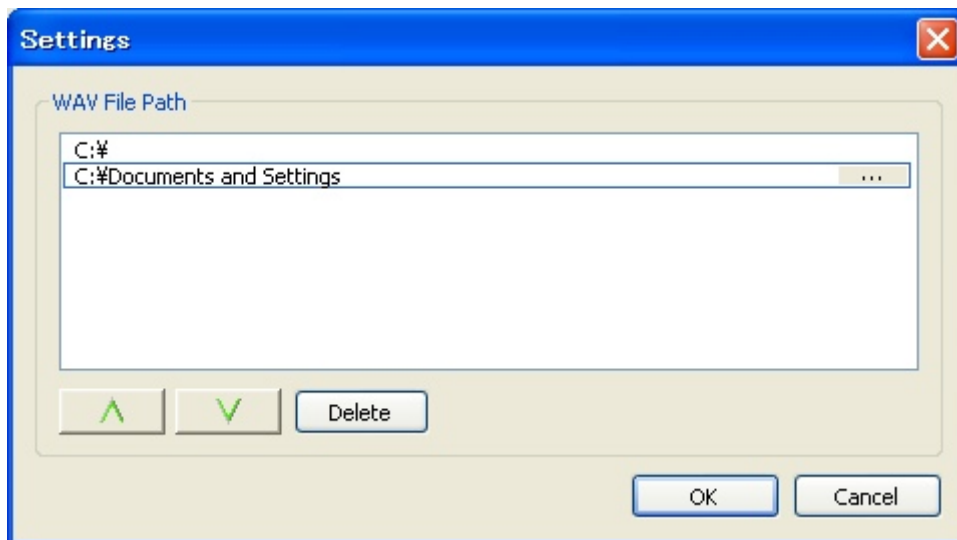 Settings
WAV File Path
C:¥
C:¥Documents and Settings ...
Delete
OK Cancel